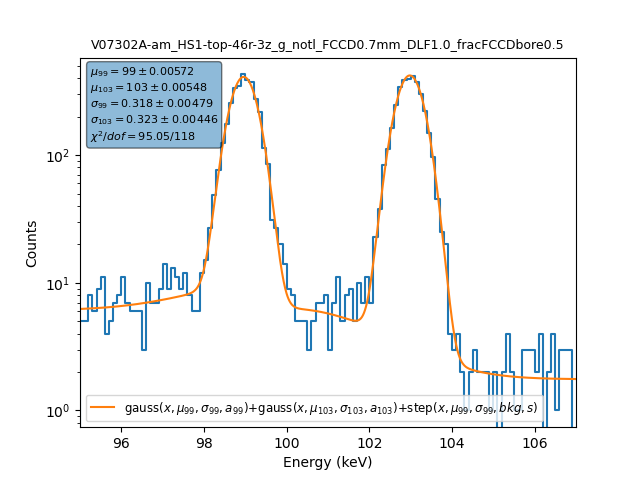 V07302A-am_HS1-top-46r-3z_g_notl_FCCD0.7mm_DLF1.0_fracFCCDbore0.5
μ₉₉ = 99 ± 0.00572
μ₁₀₃ = 103 ± 0.00548
σ₉₉ = 0.318 ± 0.00479
σ₁₀₃ = 0.323 ± 0.00446
χ²/dof = 95.05/118
Counts
10²
10¹
10⁰
gauss(x, μ₉₉, σ₉₉, a₉₉)+gauss(x, μ₁₀₃, σ₁₀₃, a₁₀₃)+step(x, μ₉₉, σ₉₉, bkg, s)
96 98 100 102 104 106
Energy (keV)